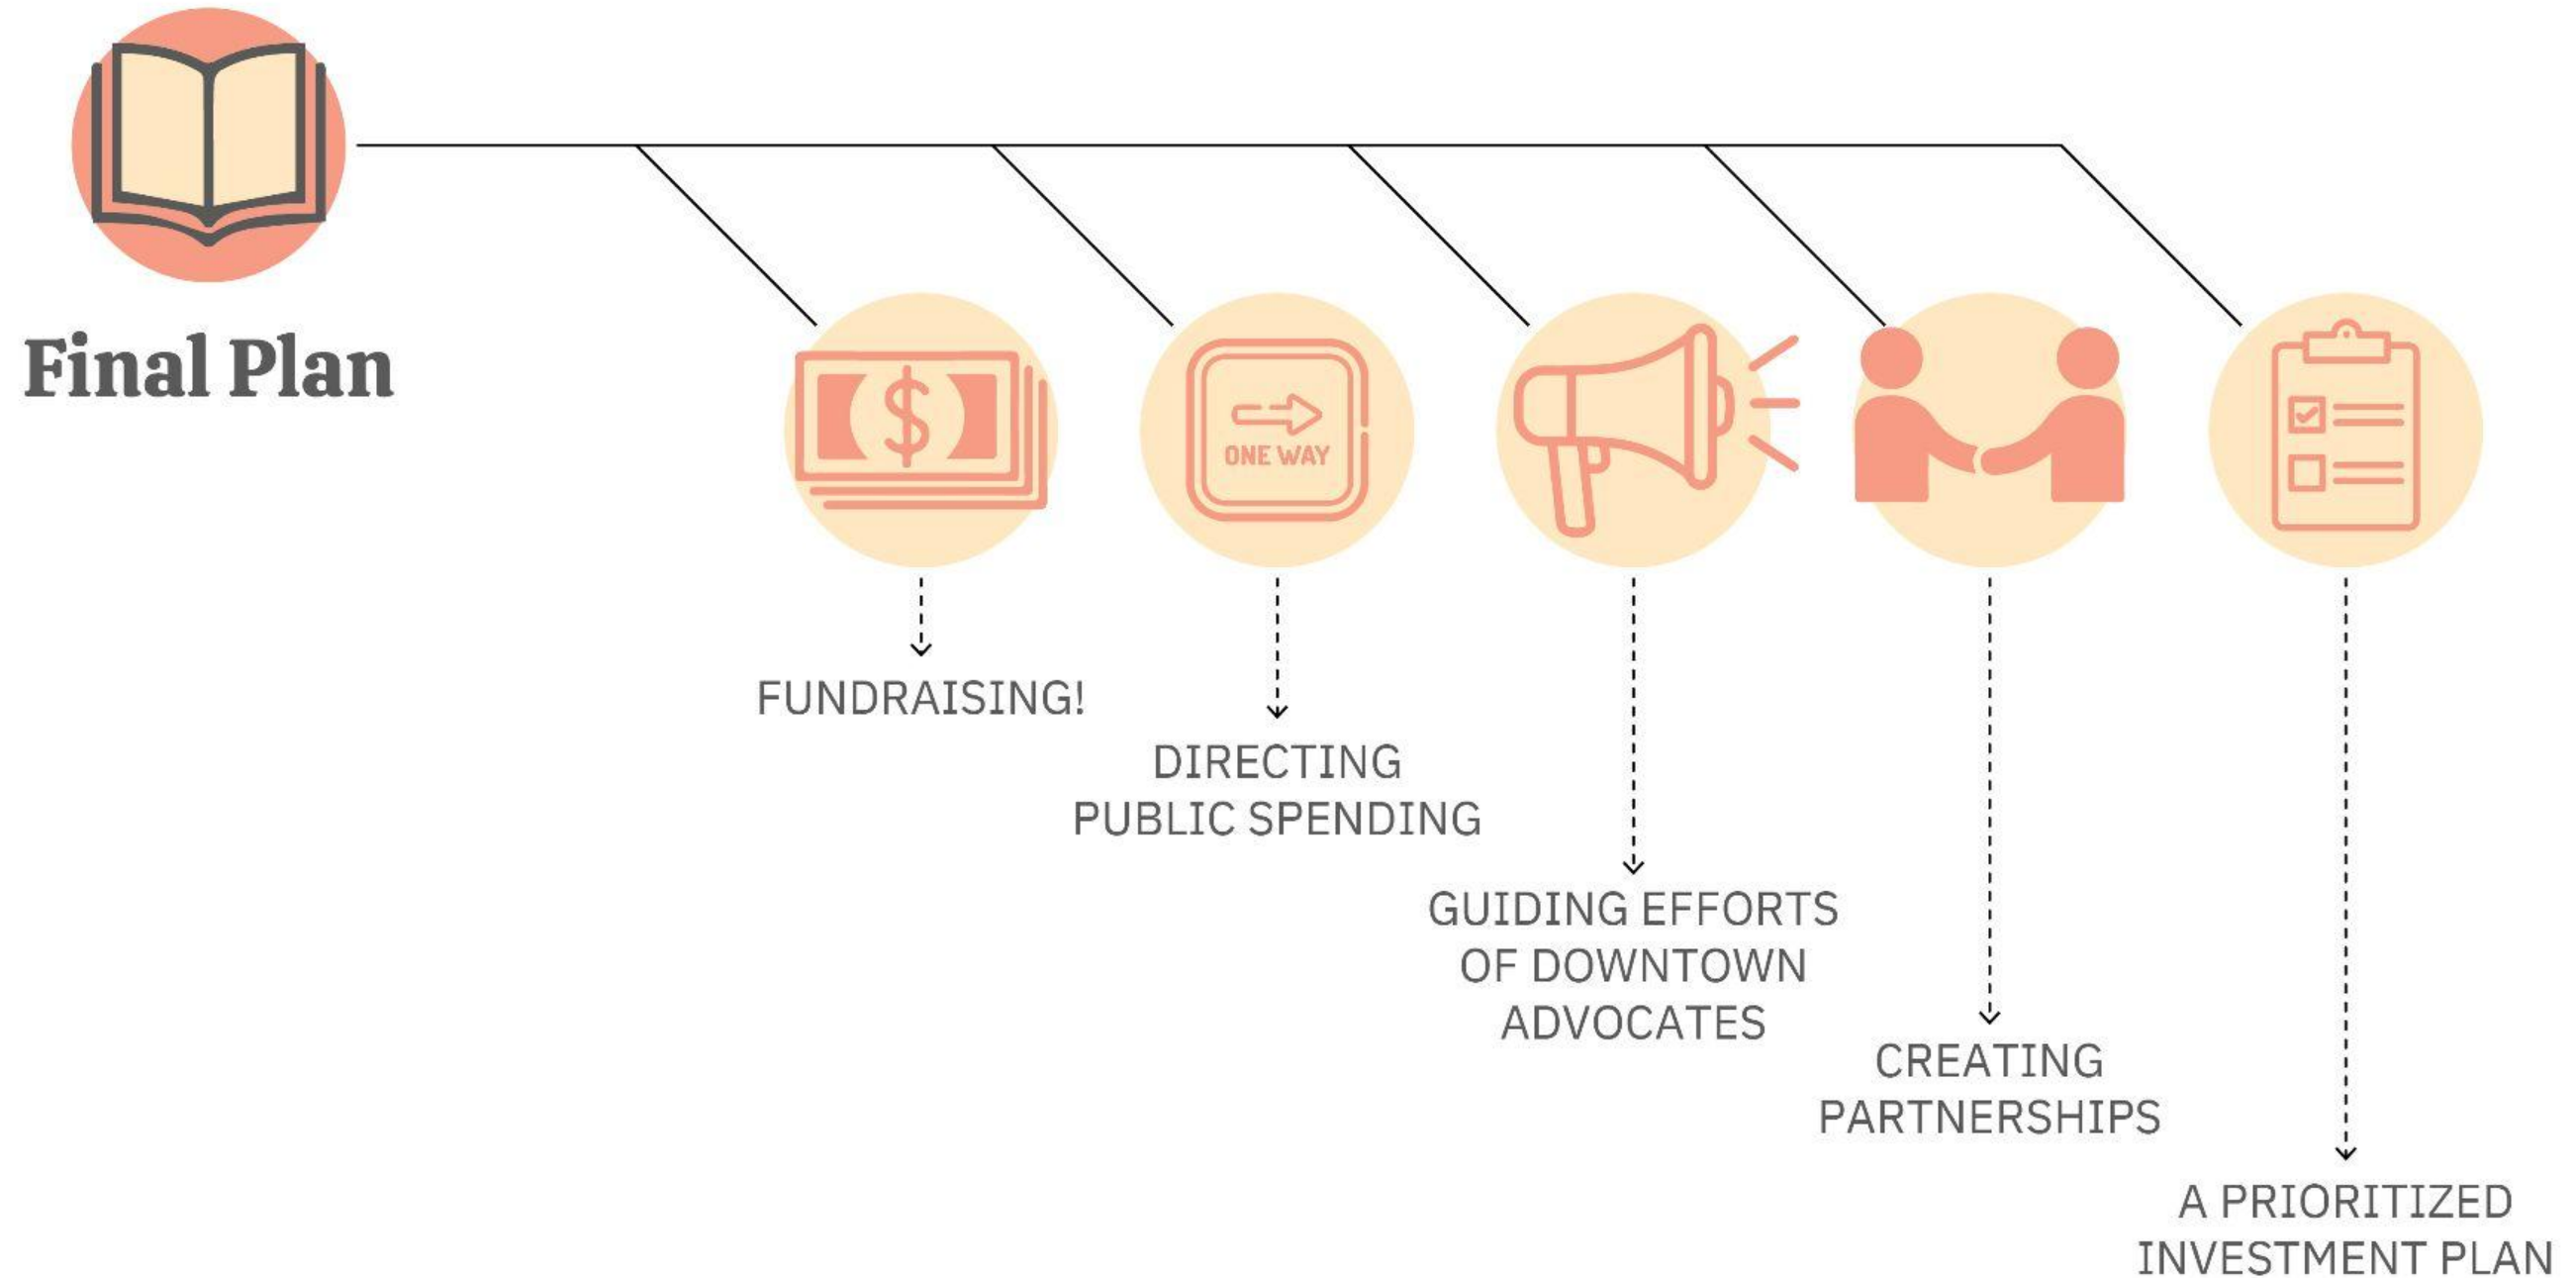 Final Plan
ONE WAY
FUNDRAISING!
DIRECTING
PUBLIC SPENDING
GUIDING EFFORTS
OF DOWNTOWN
ADVOCATES
CREATING
PARTNERSHIPS
A PRIORITIZED
INVESTMENT PLAN